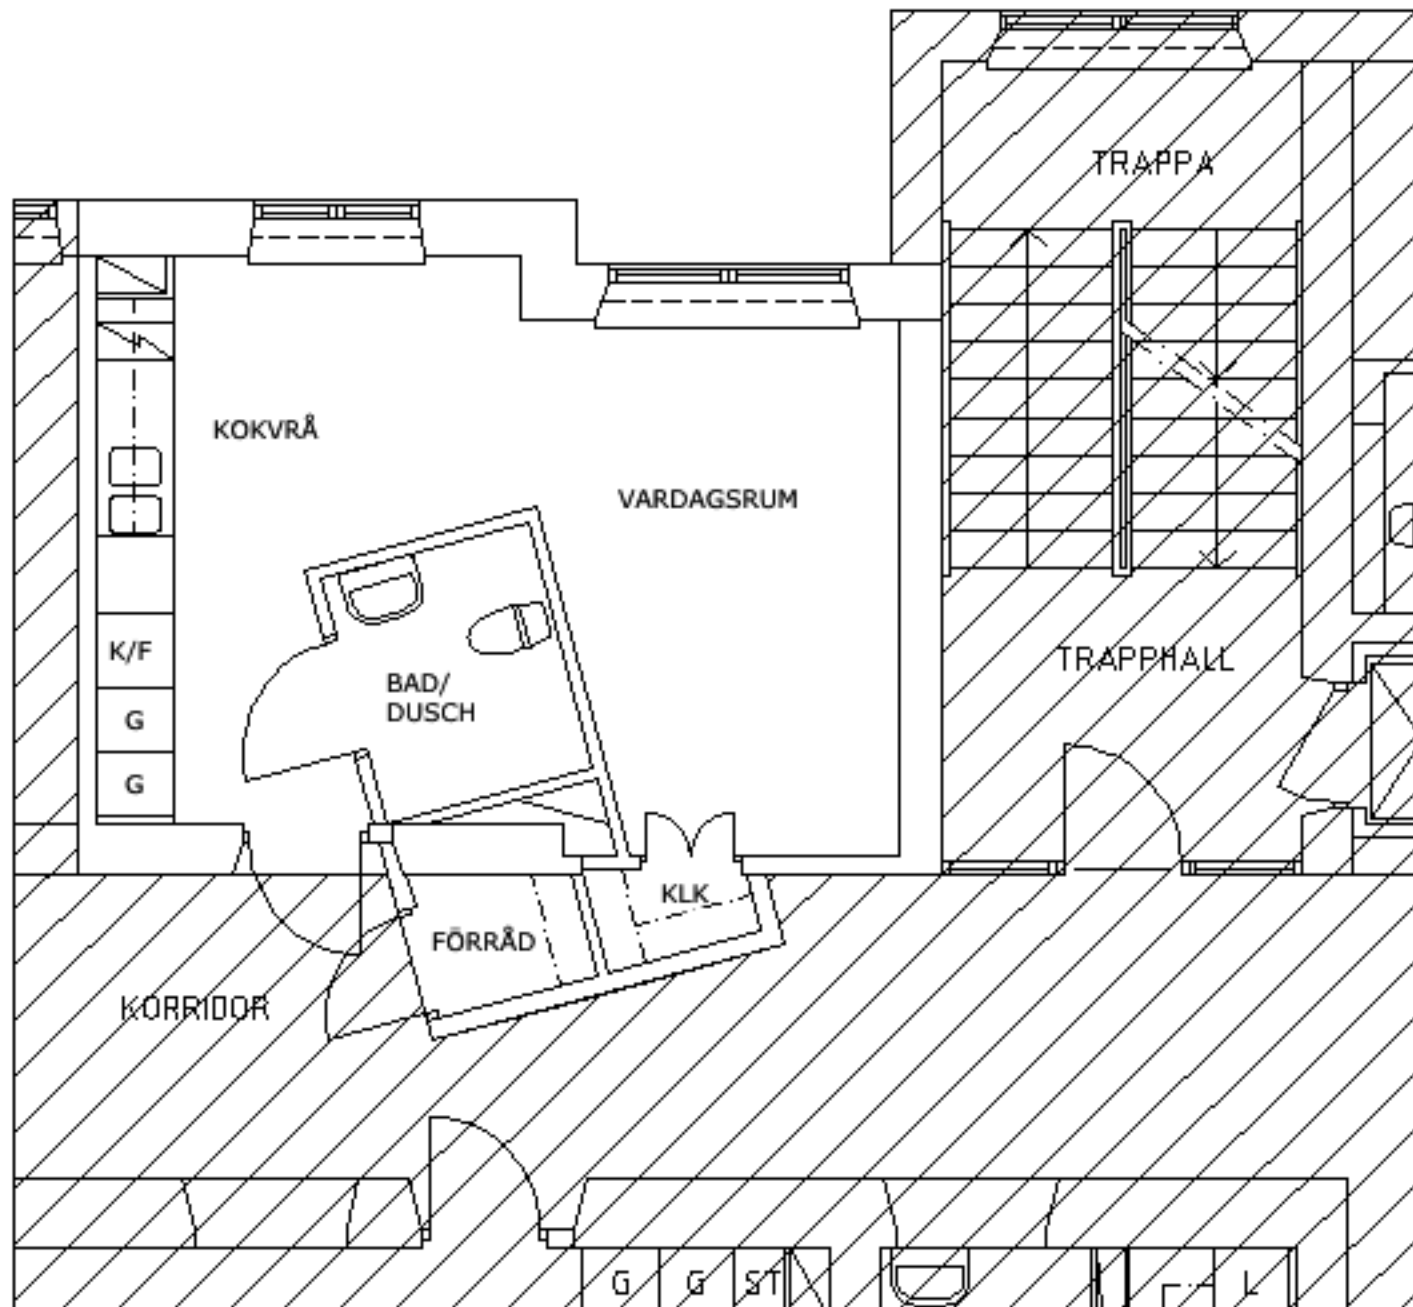 TRAPPA
KOKVRÅ
VARDAGSRUM
K/F
BAD/
DUSCH
TRAPPHALL
G
G
KLK
FÖRRÅD
KORRIDOR
G
G
ST
L